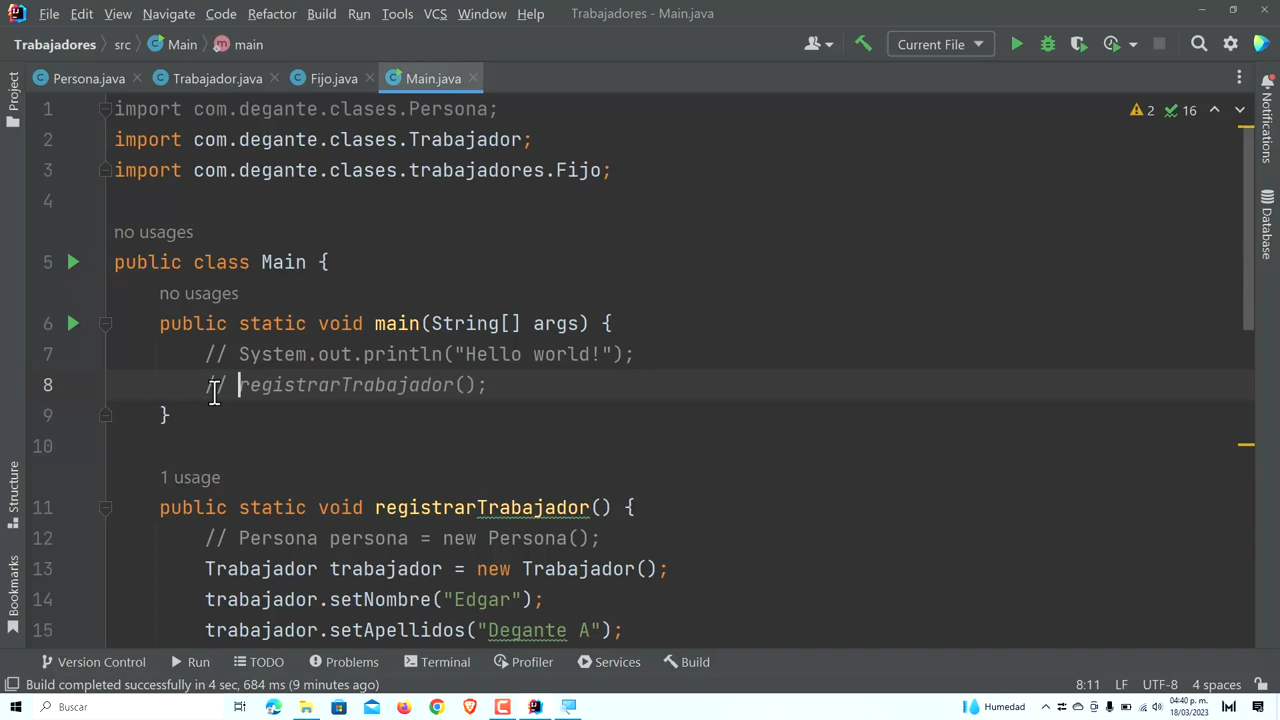 File Edit View Navigate Code Refactor Build Run Tools VCS Window Help Trabajadores - Main.java
Trabajadores src Main main Current File
Project Persona.java Trabajador.java Fijo.java Main.java Notifications
1 import com.degante.clases.Persona; 2 16
2 import com.degante.clases.Trabajador;
3 import com.degante.clases.trabajadores.Fijo;
4
Database
no usages
5 public class Main {
no usages
6 public static void main(String[] args) {
7 // System.out.println("Hello world!");
8 // registrarTrabajador();
9 }
10
Structure
1 usage
11 public static void registrarTrabajador() {
12 // Persona persona = new Persona();
13 Trabajador trabajador = new Trabajador();
Bookmarks
14 trabajador.setNombre("Edgar");
15 trabajador.setApellidos("Degante A");
Version Control Run TODO Problems Terminal Profiler Services Build
Build completed successfully in 4 sec, 684 ms (9 minutes ago) 8:11 LF UTF-8 4 spaces
Buscar Humedad 04:40 p. m.
18/03/2023